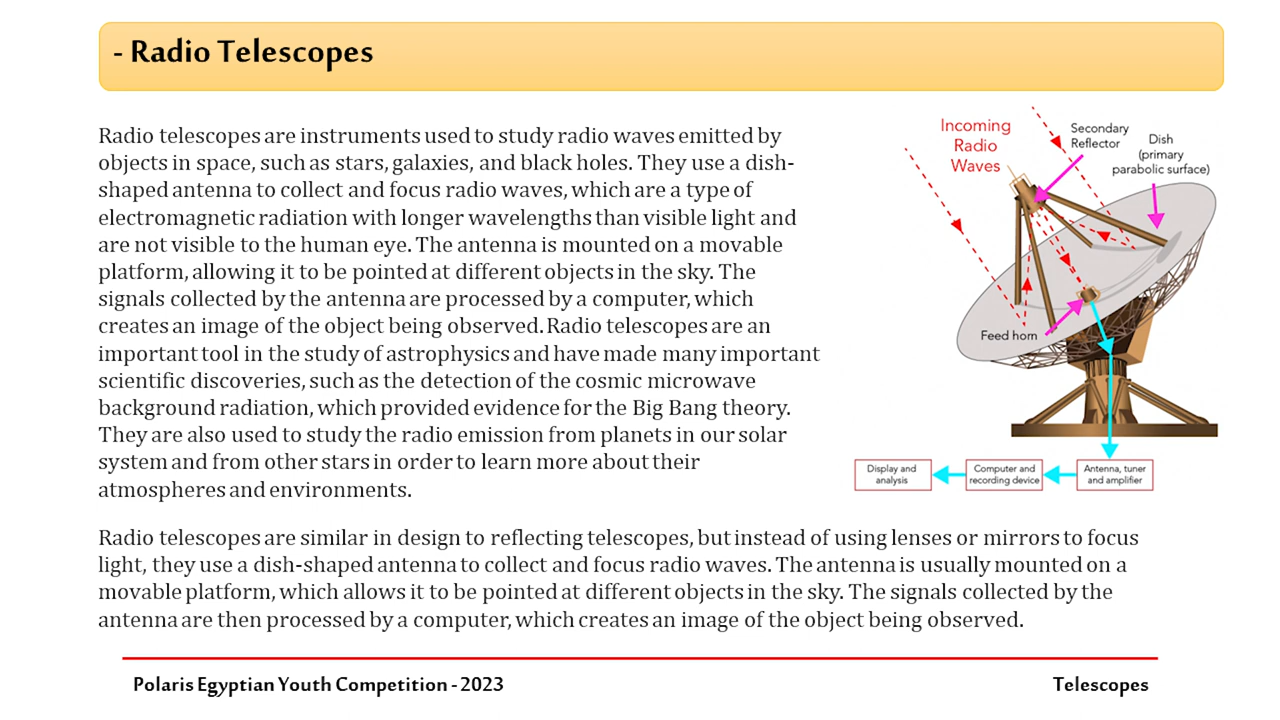 - Radio Telescopes
Radio telescopes are instruments used to study radio waves emitted by
objects in space, such as stars, galaxies, and black holes. They use a dish-
shaped antenna to collect and focus radio waves, which are a type of
electromagnetic radiation with longer wavelengths than visible light and
are not visible to the human eye. The antenna is mounted on a movable
platform, allowing it to be pointed at different objects in the sky. The
signals collected by the antenna are processed by a computer, which
creates an image of the object being observed. Radio telescopes are an
important tool in the study of astrophysics and have made many important
scientific discoveries, such as the detection of the cosmic microwave
background radiation, which provided evidence for the Big Bang theory.
They are also used to study the radio emission from planets in our solar
system and from other stars in order to learn more about their
atmospheres and environments.
Incoming
Radio
Waves
Secondary
Reflector
Dish
(primary
parabolic surface)
Feed horn
Display and
analysis
Computer and
recording device
Antenna, tuner
and amplifier
Radio telescopes are similar in design to reflecting telescopes, but instead of using lenses or mirrors to focus
light, they use a dish-shaped antenna to collect and focus radio waves. The antenna is usually mounted on a
movable platform, which allows it to be pointed at different objects in the sky. The signals collected by the
antenna are then processed by a computer, which creates an image of the object being observed.
Polaris Egyptian Youth Competition - 2023
Telescopes